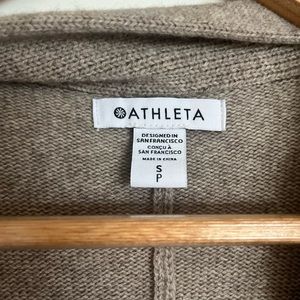 ATHLETA
DESIGNED IN
SAN FRANCISCO
CONÇU À
SAN FRANCISCO
MADE IN CHINA
S
P